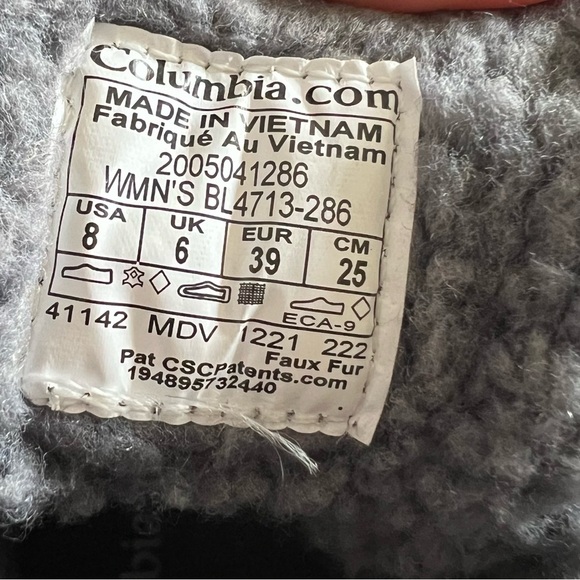 Columbia.com
MADE IN VIETNAM
Fabriqué Au Vietnam
2005041286
WMN'S BL4713-286
USA UK EUR CM
8 6 39 25
ECA-9
41142 MDV 1221 222
Faux Fur
Pat CSCPatents.com
194895732440